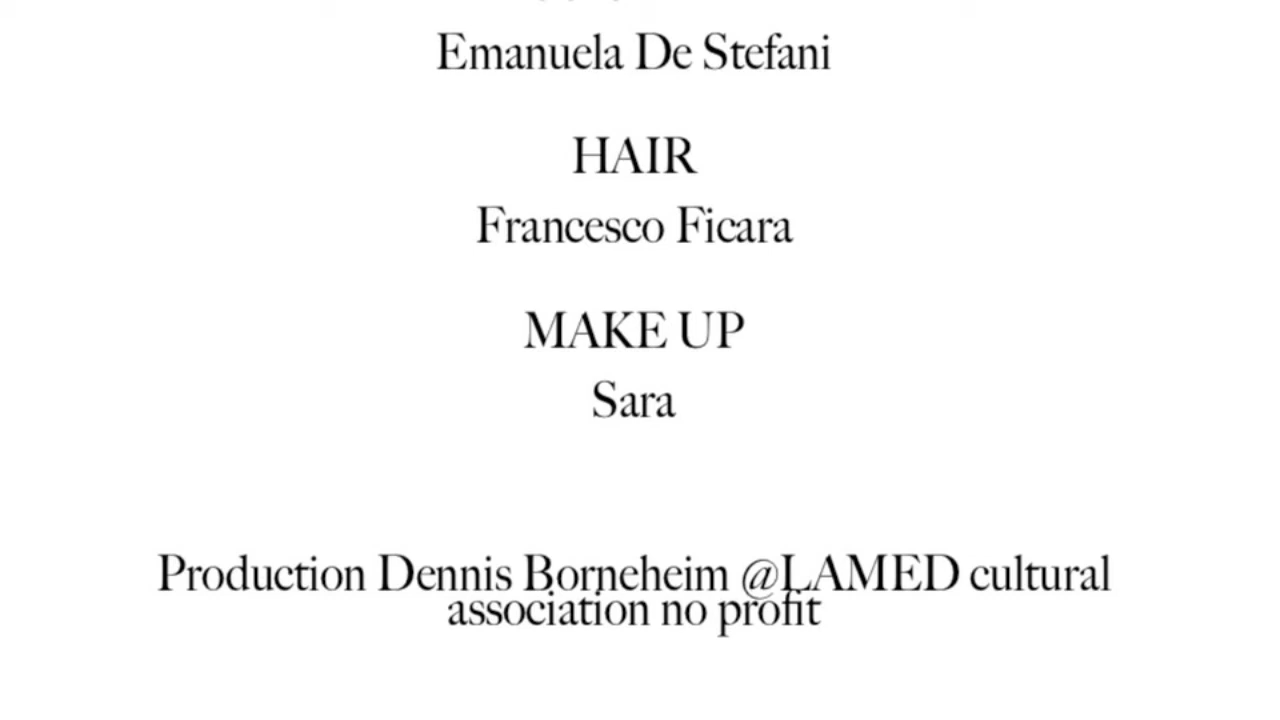 Emanuela De Stefani
HAIR
Francesco Ficara
MAKE UP
Sara
Production Dennis Borneheim @LAMED cultural
association no profit